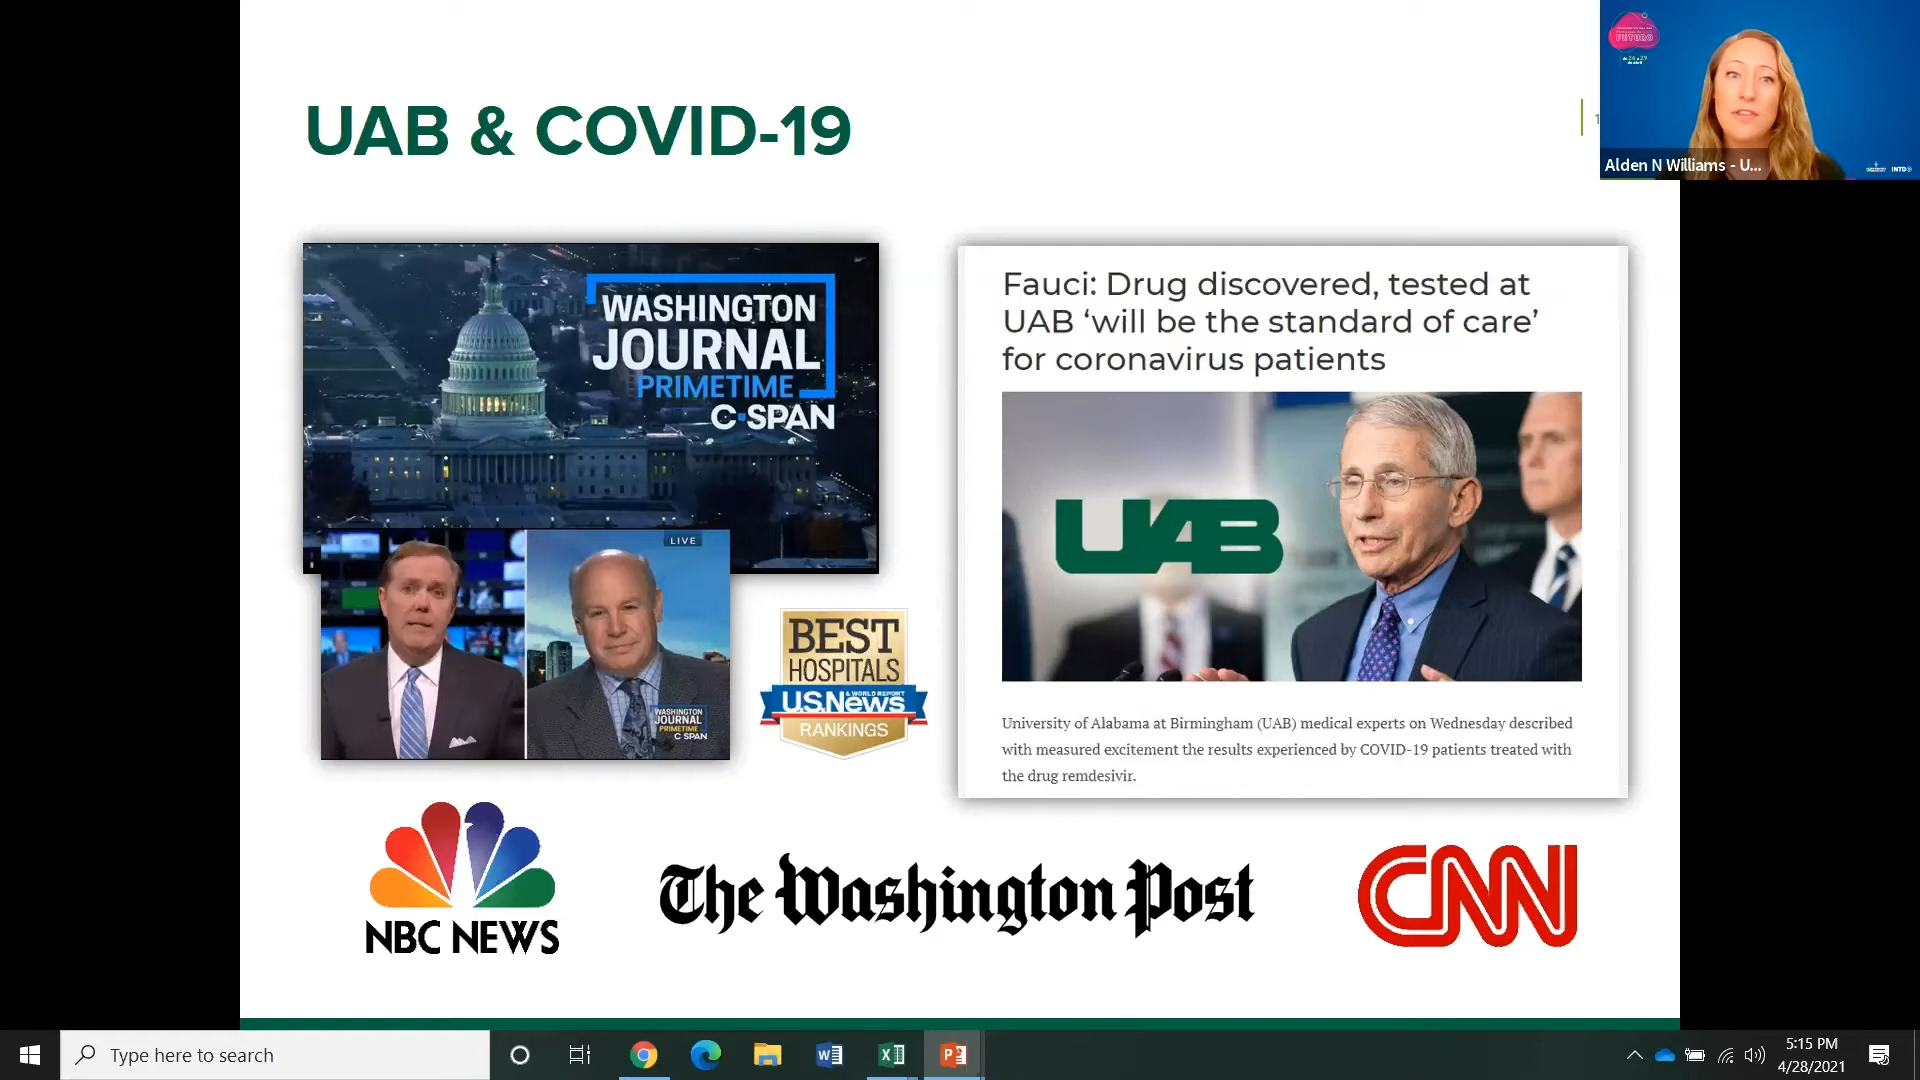 UAB & COVID-19
WASHINGTON
JOURNAL
PRIMETIME
C-SPAN
LIVE
WASHINGTON
JOURNAL
PRIMETIME
C SPAN
BEST
HOSPITALS
U.S.News
& WORLD REPORT
RANKINGS
Fauci: Drug discovered, tested at
UAB ‘will be the standard of care’
for coronavirus patients
UAB
University of Alabama at Birmingham (UAB) medical experts on Wednesday described
with measured excitement the results experienced by COVID-19 patients treated with
the drug remdesivir.
NBC NEWS
The Washington Post
CNN
FUTURO
Alden N Williams - U...
INTO
Type here to search
5:15 PM
4/28/2021